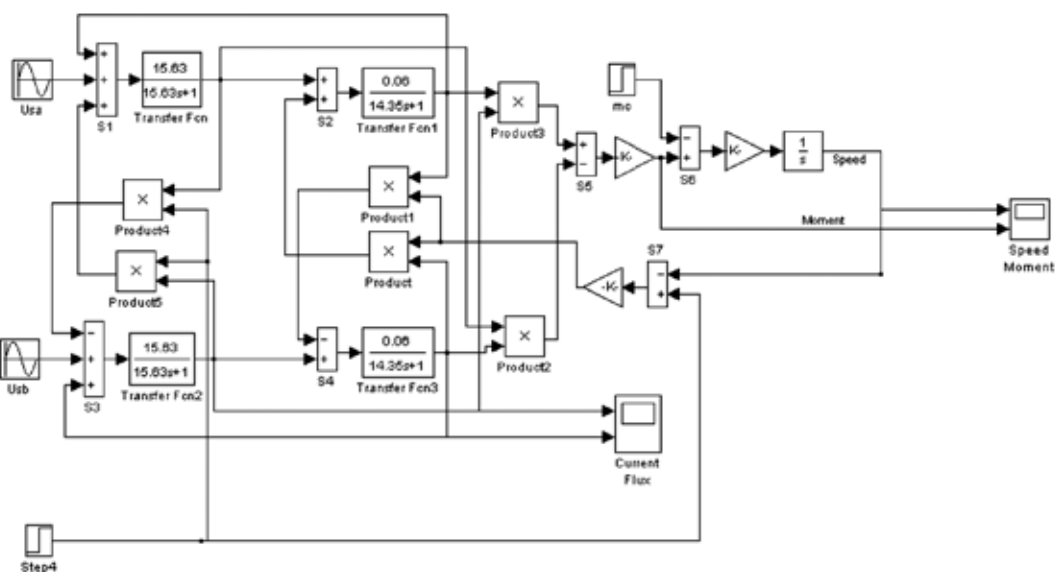 Usa
+
+
+
S1
15.63
15.63s+1
Transfer Fcn
+
+
S2
0.06
14.35s+1
Transfer Fcn1
×
Product3
+
−
S5
mc
−
+
S6
1
s
Speed
Moment
Speed
Moment
×
Product4
×
Product5
×
Product1
×
Product
S7
−
+
Usb
−
+
+
S3
15.63
15.63s+1
Transfer Fcn2
−
+
S4
0.06
14.35s+1
Transfer Fcn3
×
Product2
Current
Flux
Step4